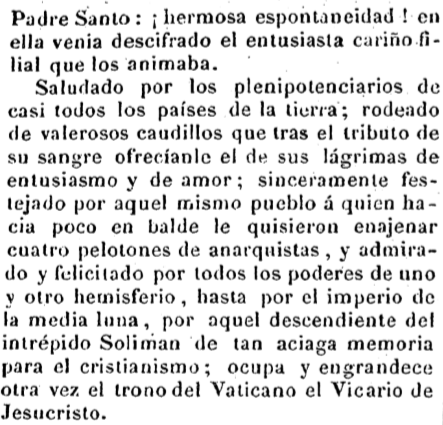 Padre Santo: ¡ hermosa espontaneidad ! en
ella venia descifrado el entusiasta cariño fi-
lial que los animaba.
Saludado por los plenipotenciarios de
casi todos los países de la tierra; rodeado
de valerosos caudillos que tras el tributo de
su sangre ofrecíanle el de sus lágrimas de
entusiasmo y de amor; sinceramente fes-
tejado por aquel mismo pueblo á quien ha-
cia poco en balde le quisieron enajenar
cuatro pelotones de anarquistas, y admira-
do y felicitado por todos los poderes de uno
y otro hemisferio, hasta por el imperio de
la media luna, por aquel descendiente del
intrépido Soliman de tan aciaga memoria
para el cristianismo; ocupa y engrandece
otra vez el trono del Vaticano el Vicario de
Jesucristo.